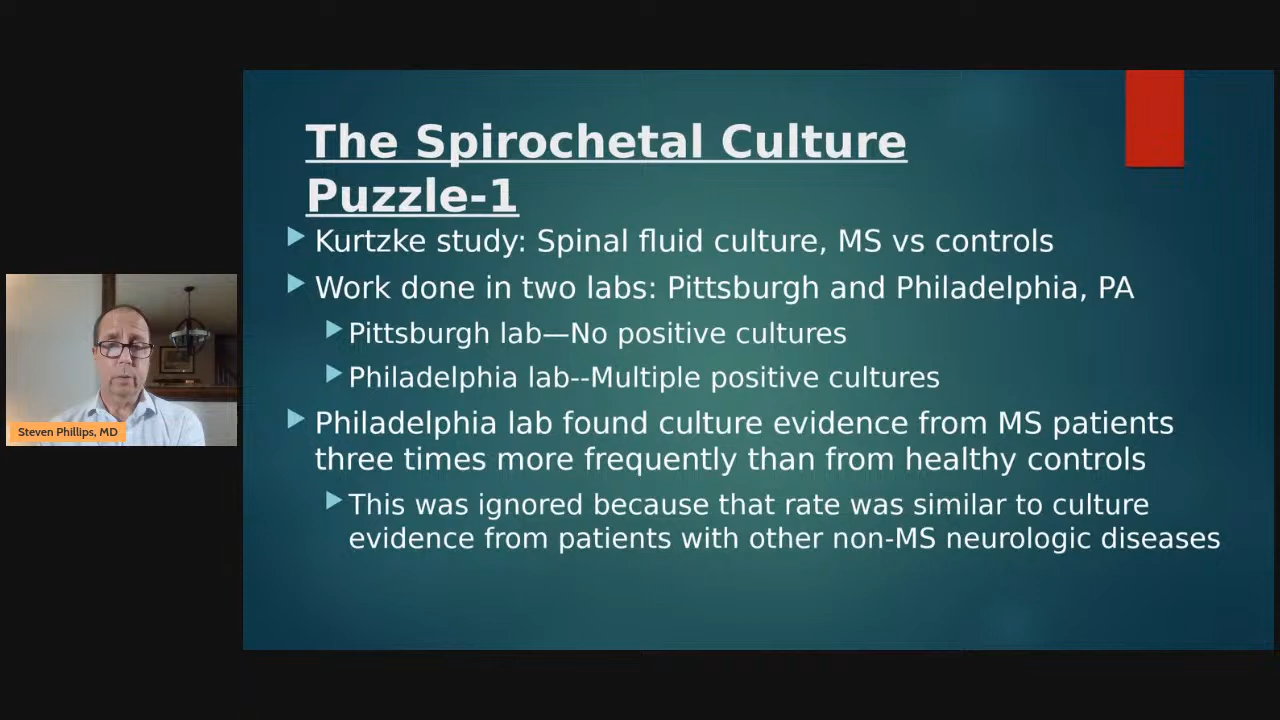 The Spirochetal Culture
Puzzle-1
Kurtzke study: Spinal fluid culture, MS vs controls
Work done in two labs: Pittsburgh and Philadelphia, PA
Pittsburgh lab—No positive cultures
Philadelphia lab--Multiple positive cultures
Philadelphia lab found culture evidence from MS patients
three times more frequently than from healthy controls
This was ignored because that rate was similar to culture
evidence from patients with other non-MS neurologic diseases
Steven Phillips, MD